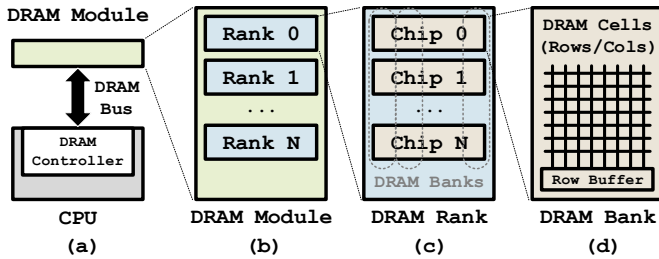 DRAM Module
DRAM
Bus
DRAM
Controller
CPU
(a)
Rank 0
Rank 1
...
Rank N
DRAM Module
(b)
Chip 0
Chip 1
...
Chip N
DRAM Banks
DRAM Rank
(c)
DRAM Cells
(Rows/Cols)
Row Buffer
DRAM Bank
(d)